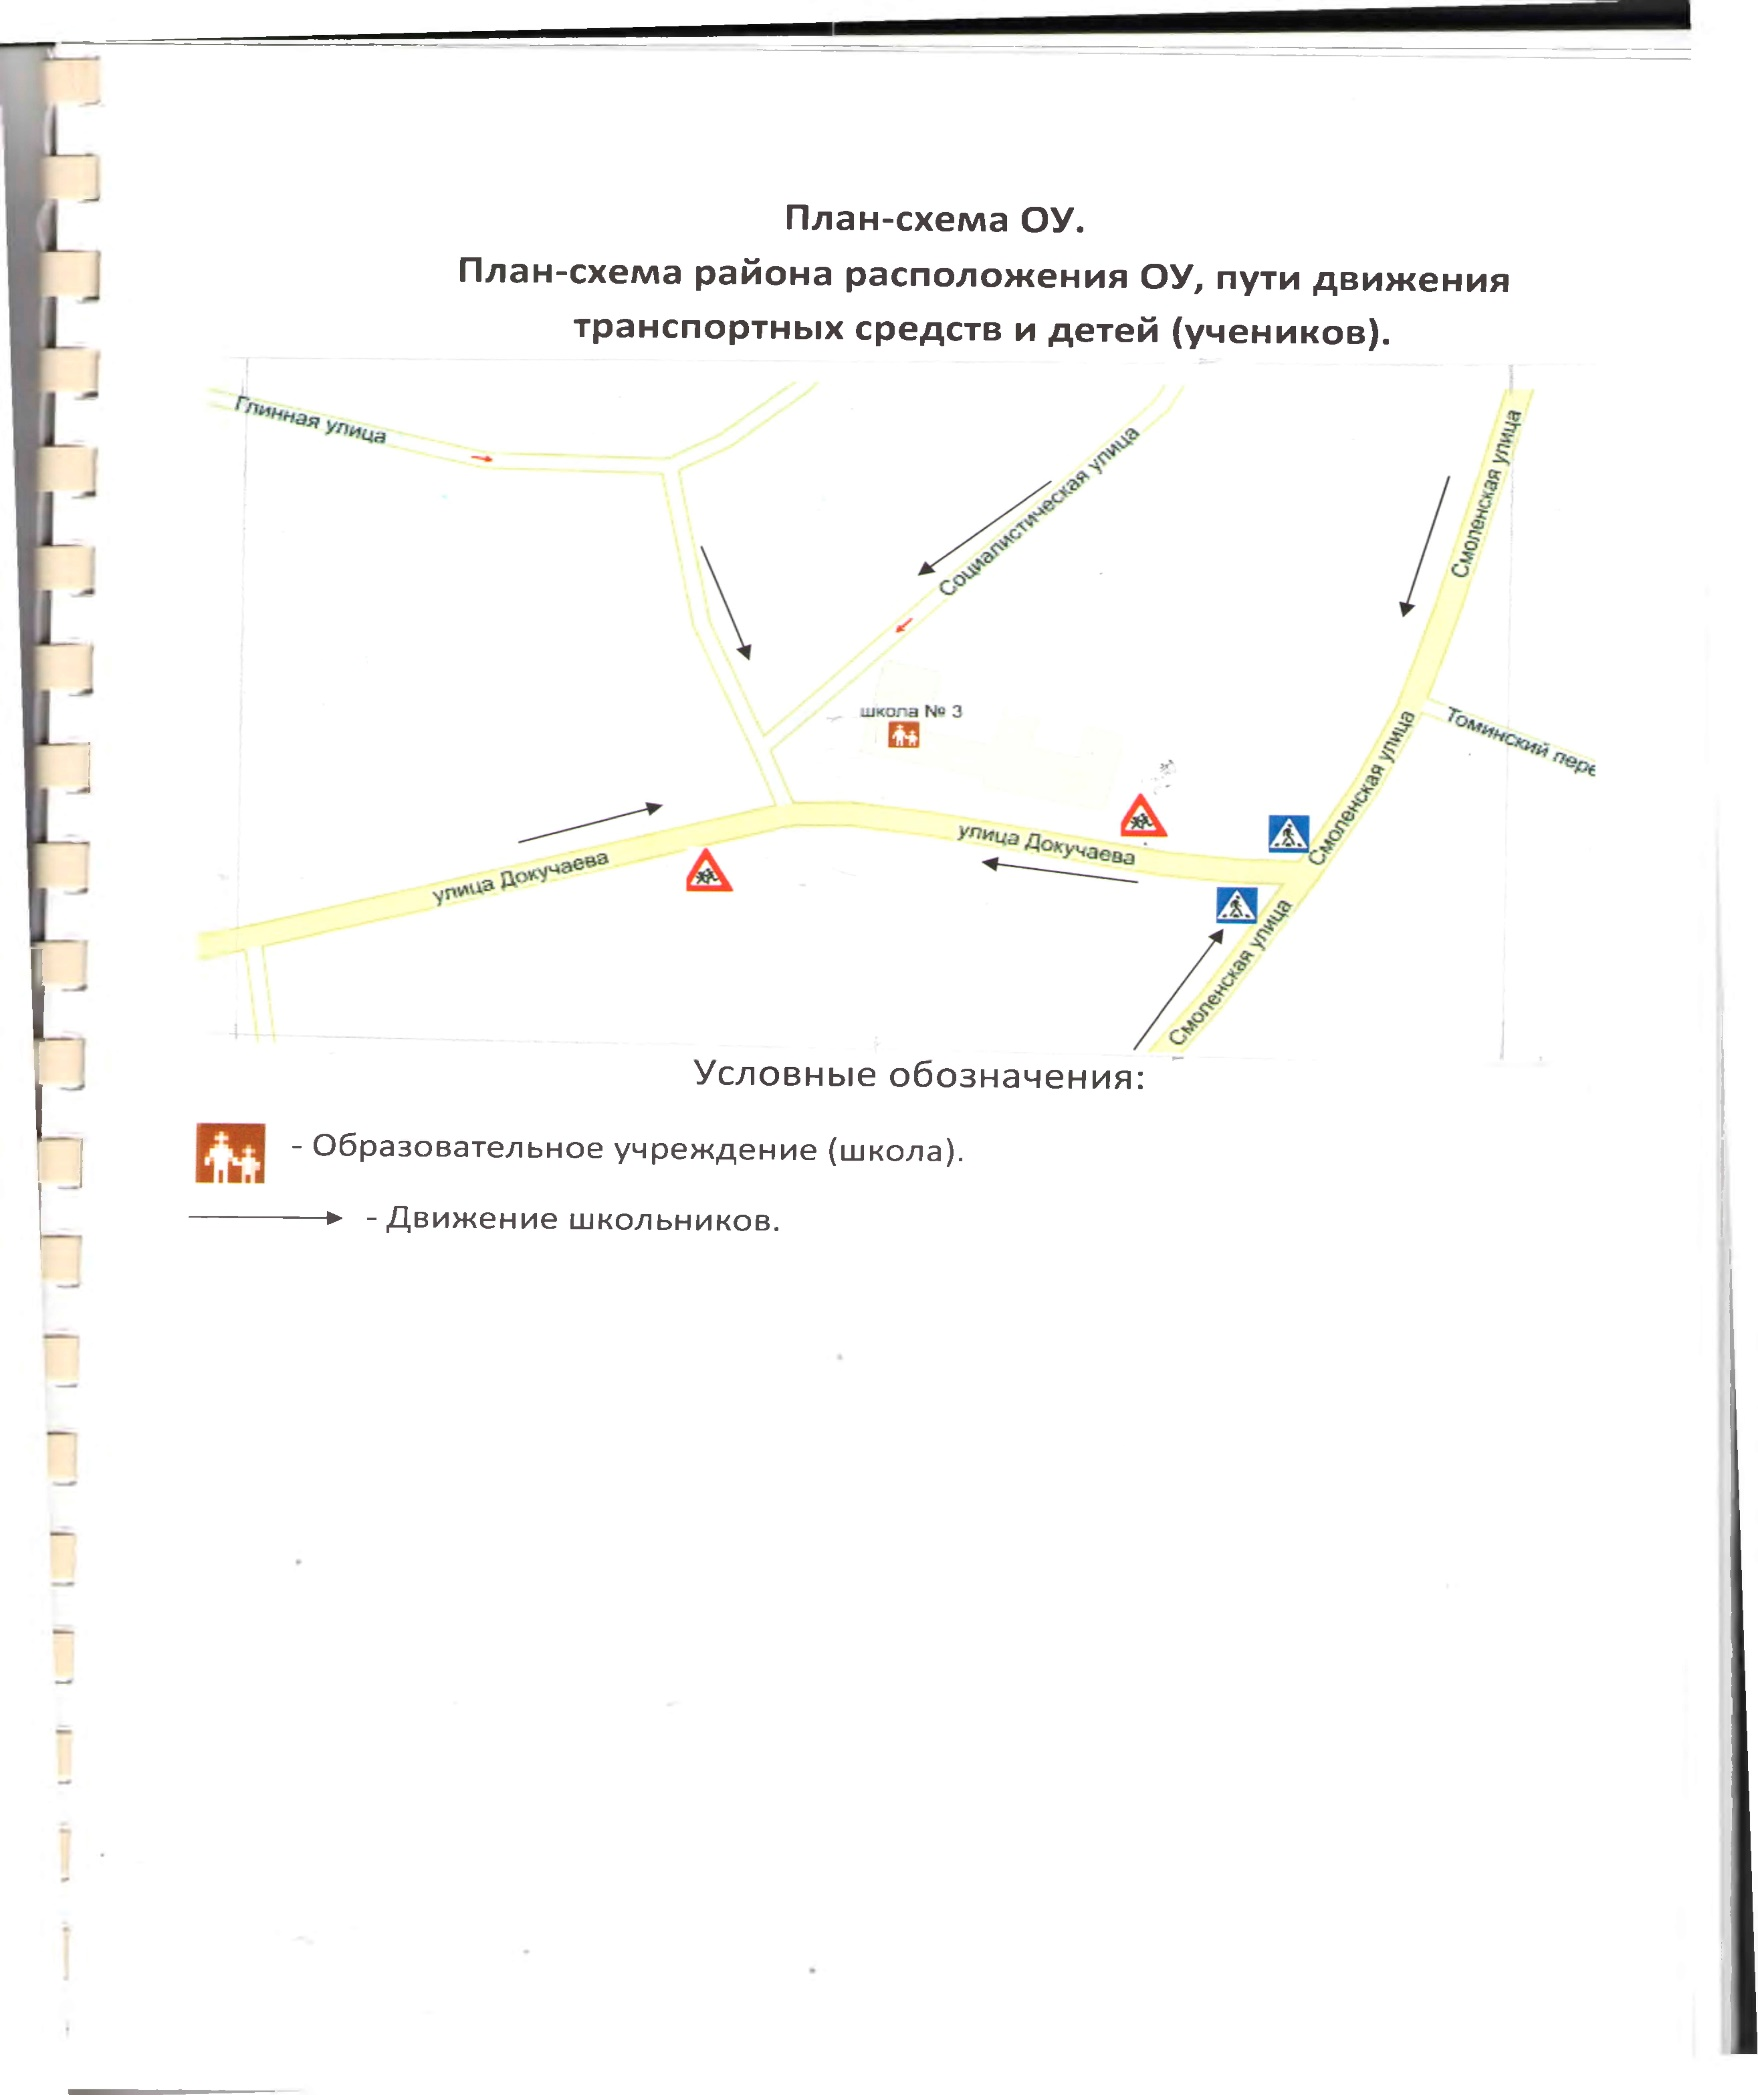 План-схема ОУ.
План-схема района расположения ОУ, пути движения
транспортных средств и детей (учеников).
Глинная улица
Социалистическая улица
Смоленская улица
школа № 3
Томинский пере
Смоленская улица
улица Докучаева
улица Докучаева
Смоленская улица
Условные обозначения:
- Образовательное учреждение (школа).
- Движение школьников.